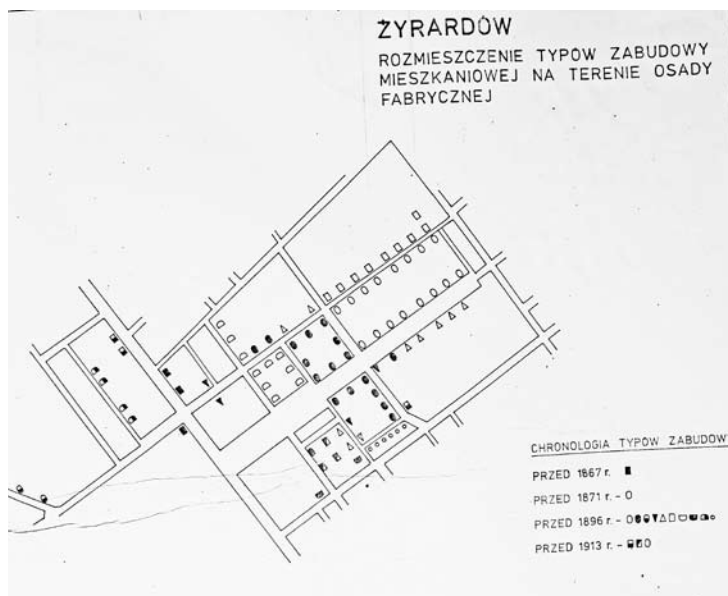 ŻYRARDÓW
ROZMIESZCZENIE TYPÓW ZABUDOWY
MIESZKANIOWEJ NA TERENIE OSADY
FABRYCZNEJ
CHRONOLOGIA TYPÓW ZABUDOW
PRZED 1867 r.
PRZED 1871 r. -
PRZED 1896 r. -
PRZED 1913 r. -